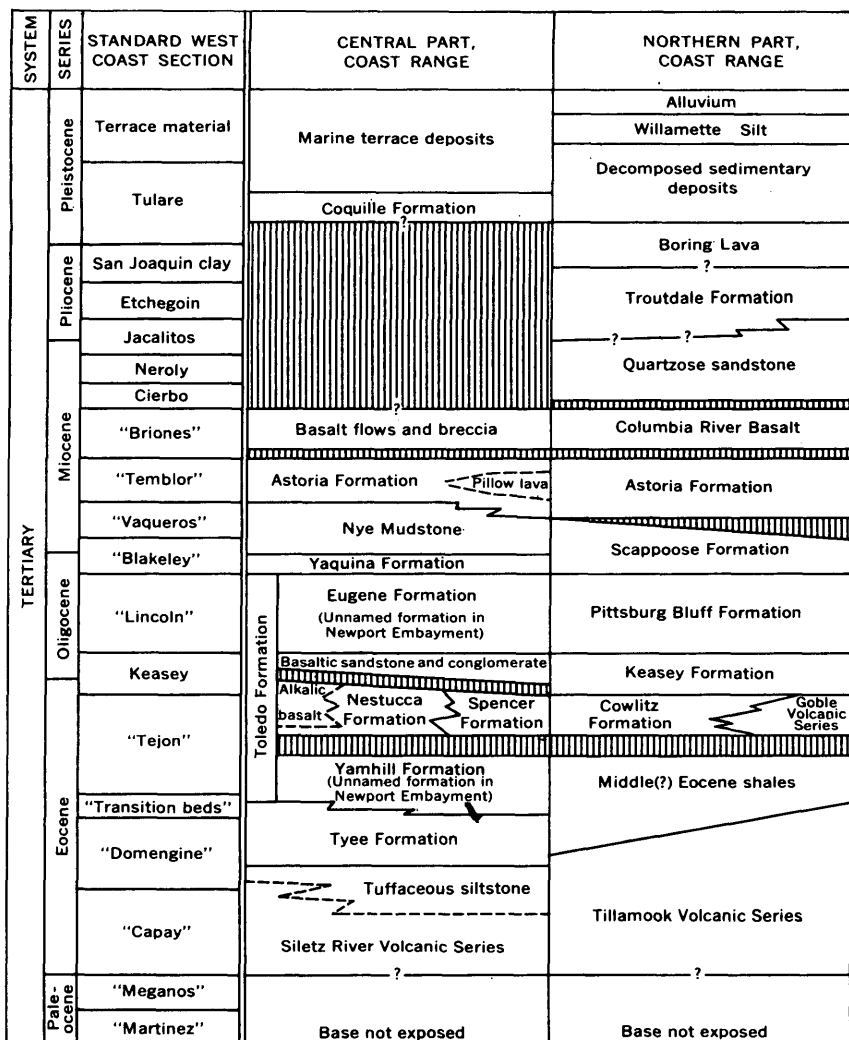 SYSTEM
SERIES
STANDARD WEST
COAST SECTION
CENTRAL PART,
COAST RANGE
NORTHERN PART,
COAST RANGE
TERTIARY
Pleistocene
Pliocene
Miocene
Oligocene
Eocene
Pale-
ocene
Terrace material
Tulare
San Joaquin clay
Etchegoin
Jacalitos
Neroly
Cierbo
"Briones"
"Temblor"
"Vaqueros"
"Blakeley"
"Lincoln"
Keasey
"Tejon"
"Transition beds"
"Domengine"
"Capay"
"Meganos"
"Martinez"
Marine terrace deposits
Coquille Formation
?
?
Basalt flows and breccia
Astoria Formation
Pillow lava
Nye Mudstone
Yaquina Formation
Toledo Formation
Eugene Formation
(Unnamed formation in
Newport Embayment)
Basaltic sandstone and conglomerate
Alkalic
basalt
Nestucca
Formation
Spencer
Formation
Yamhill Formation
(Unnamed formation in
Newport Embayment)
Tyee Formation
Tuffaceous siltstone
Siletz River Volcanic Series
?
Base not exposed
Alluvium
Willamette Silt
Decomposed sedimentary
deposits
Boring Lava
?
Troutdale Formation
? ?
Quartzose sandstone
Columbia River Basalt
Astoria Formation
Scappoose Formation
Pittsburg Bluff Formation
Keasey Formation
Cowlitz
Formation
Goble
Volcanic
Series
Middle(?) Eocene shales
Tillamook Volcanic Series
?
Base not exposed